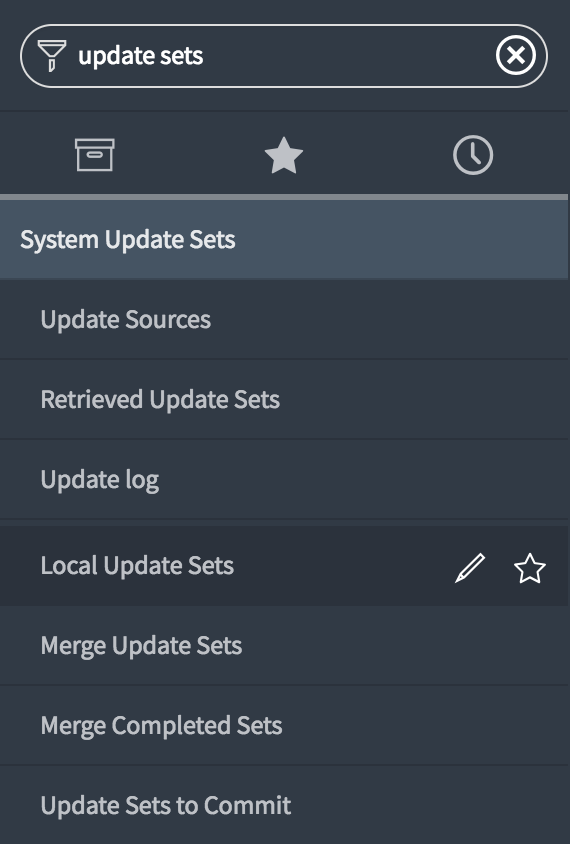 update sets
System Update Sets
Update Sources
Retrieved Update Sets
Update log
Local Update Sets
Merge Update Sets
Merge Completed Sets
Update Sets to Commit